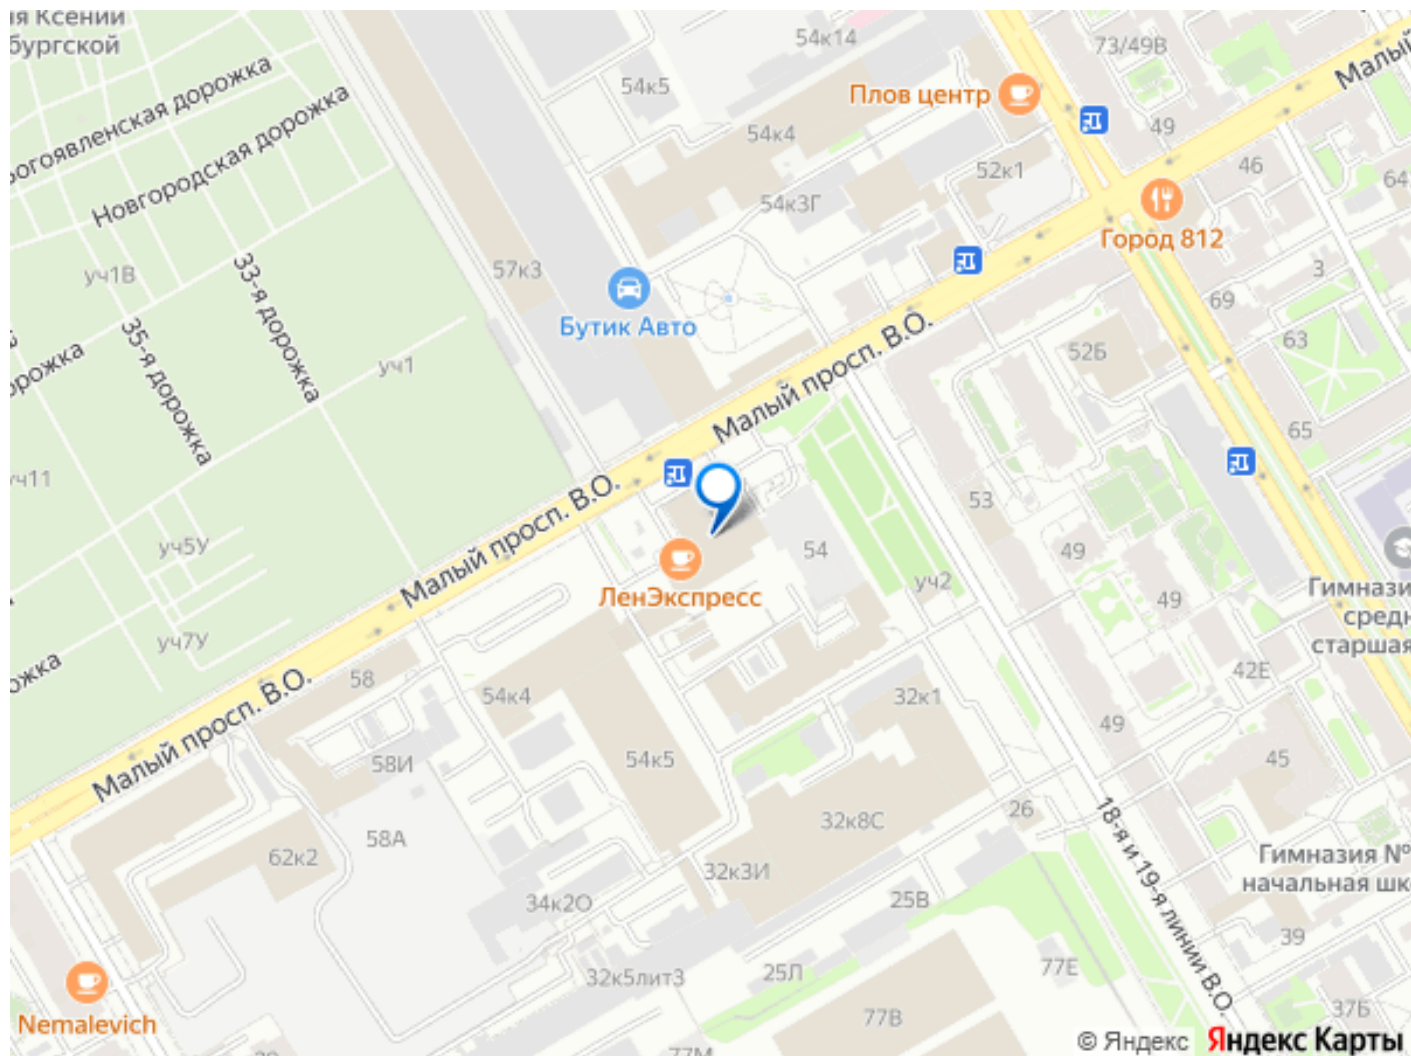 я Ксении
бургской
54к14
73/49В
Малый
54к5
Плов центр
огоявленская дорожка
Новгородская дорожка
54к4
49
52к1
46
64
54к3Г
Город 812
уч1В
33-я дорожка
57к3
3
69
Бутик Авто
35-я дорожка
дорожка
уч1
Малый просп. В.О.
52Б
63
65
уч11
Малый просп. В.О.
53
уч5У
54
49
ЛенЭкспресс
уч2
49
Гимнази
средн
старшая
уч7У
ожка
58
42Е
Малый просп. В.О.
54к4
32к1
49
58И
54к5
45
18-я и 19-я линии В.О.
26
32к8С
58А
62к2
32к3И
Гимназия №
начальная шк
34к2О
25В
39
32к5литЗ
25Л
77Е
Nemalevich
77В
37Б
77М
© Яндекс Яндекс Карты